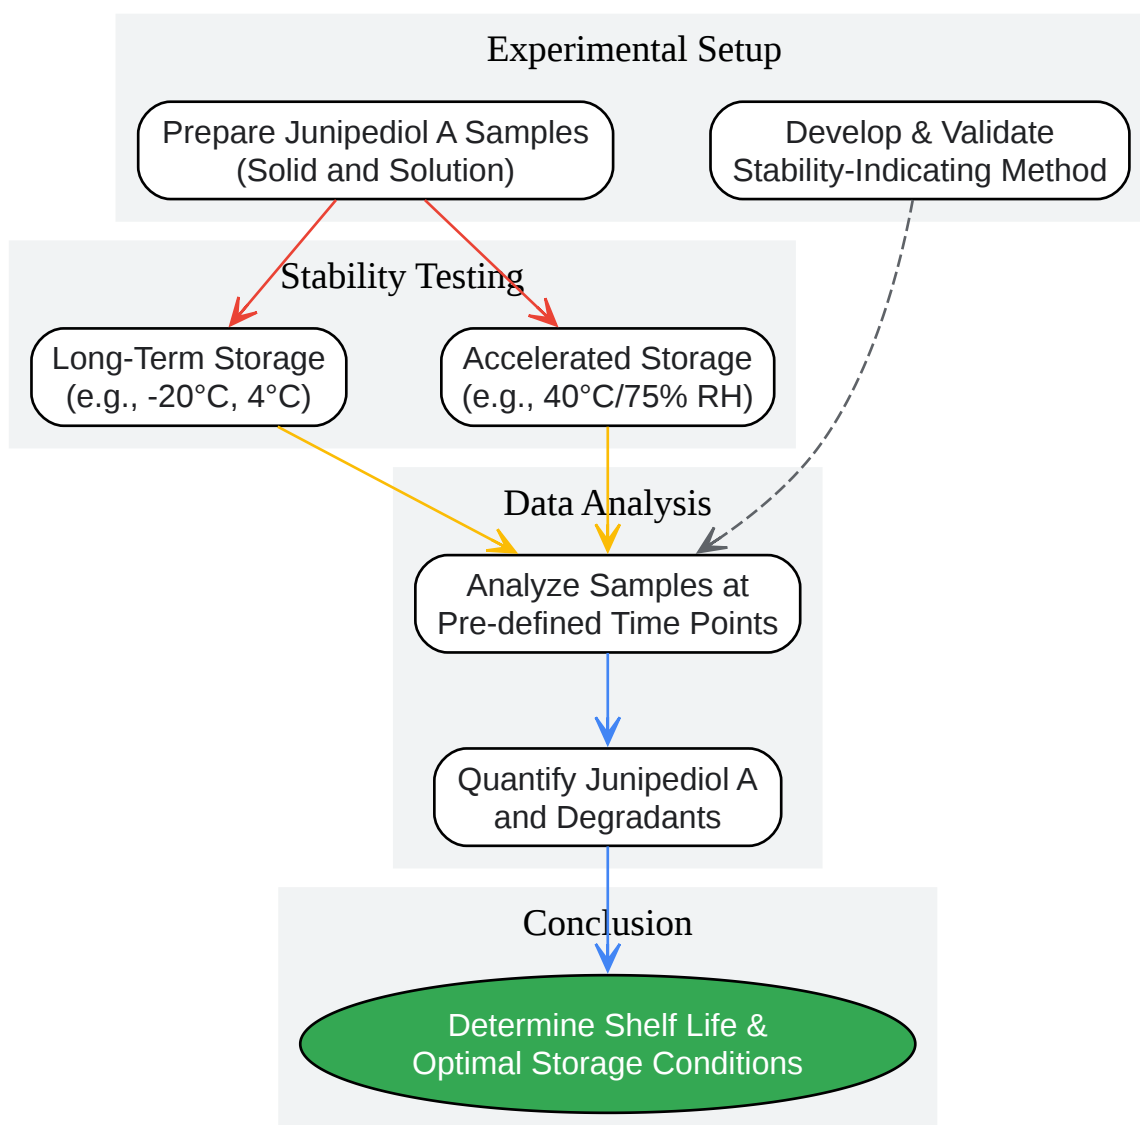 Experimental Setup
Prepare Junipediol A Samples
(Solid and Solution)
Develop & Validate
Stability-Indicating Method
Stability Testing
Long-Term Storage
(e.g., -20°C, 4°C)
Accelerated Storage
(e.g., 40°C/75% RH)
Data Analysis
Analyze Samples at
Pre-defined Time Points
Quantify Junipediol A
and Degradants
Conclusion
Determine Shelf Life &
Optimal Storage Conditions